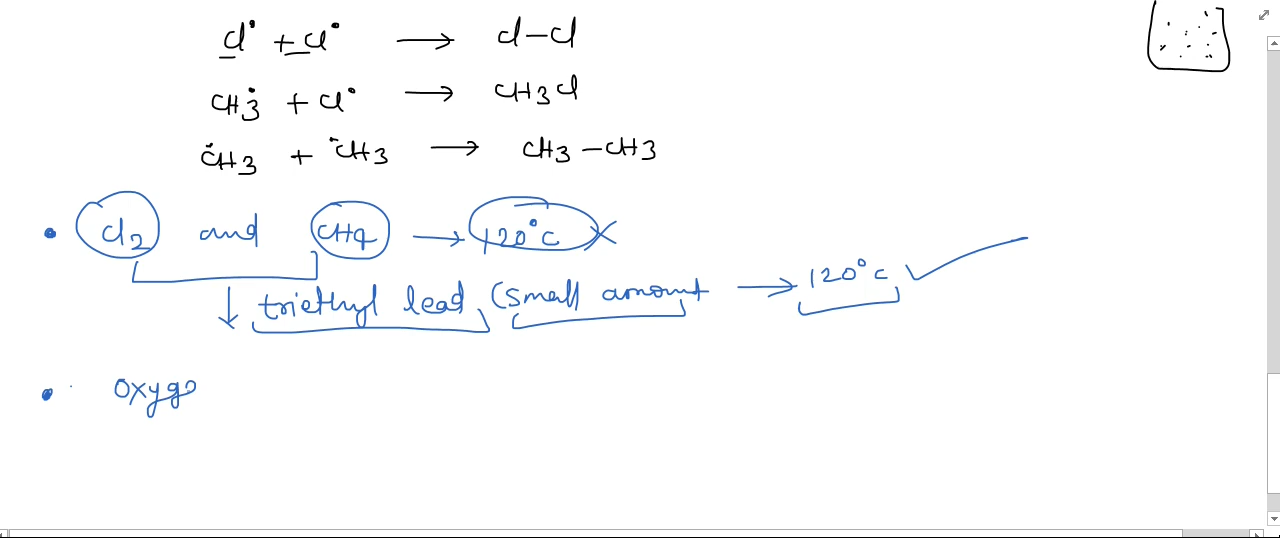 Cl• + Cl• → Cl–Cl
CH3• + Cl• → CH3Cl
•CH3 + •CH3 → CH3–CH3
• Cl2 and CH4 → 120°C ×
↓ triethyl lead (small amount → 120°C ✓
• oxyge